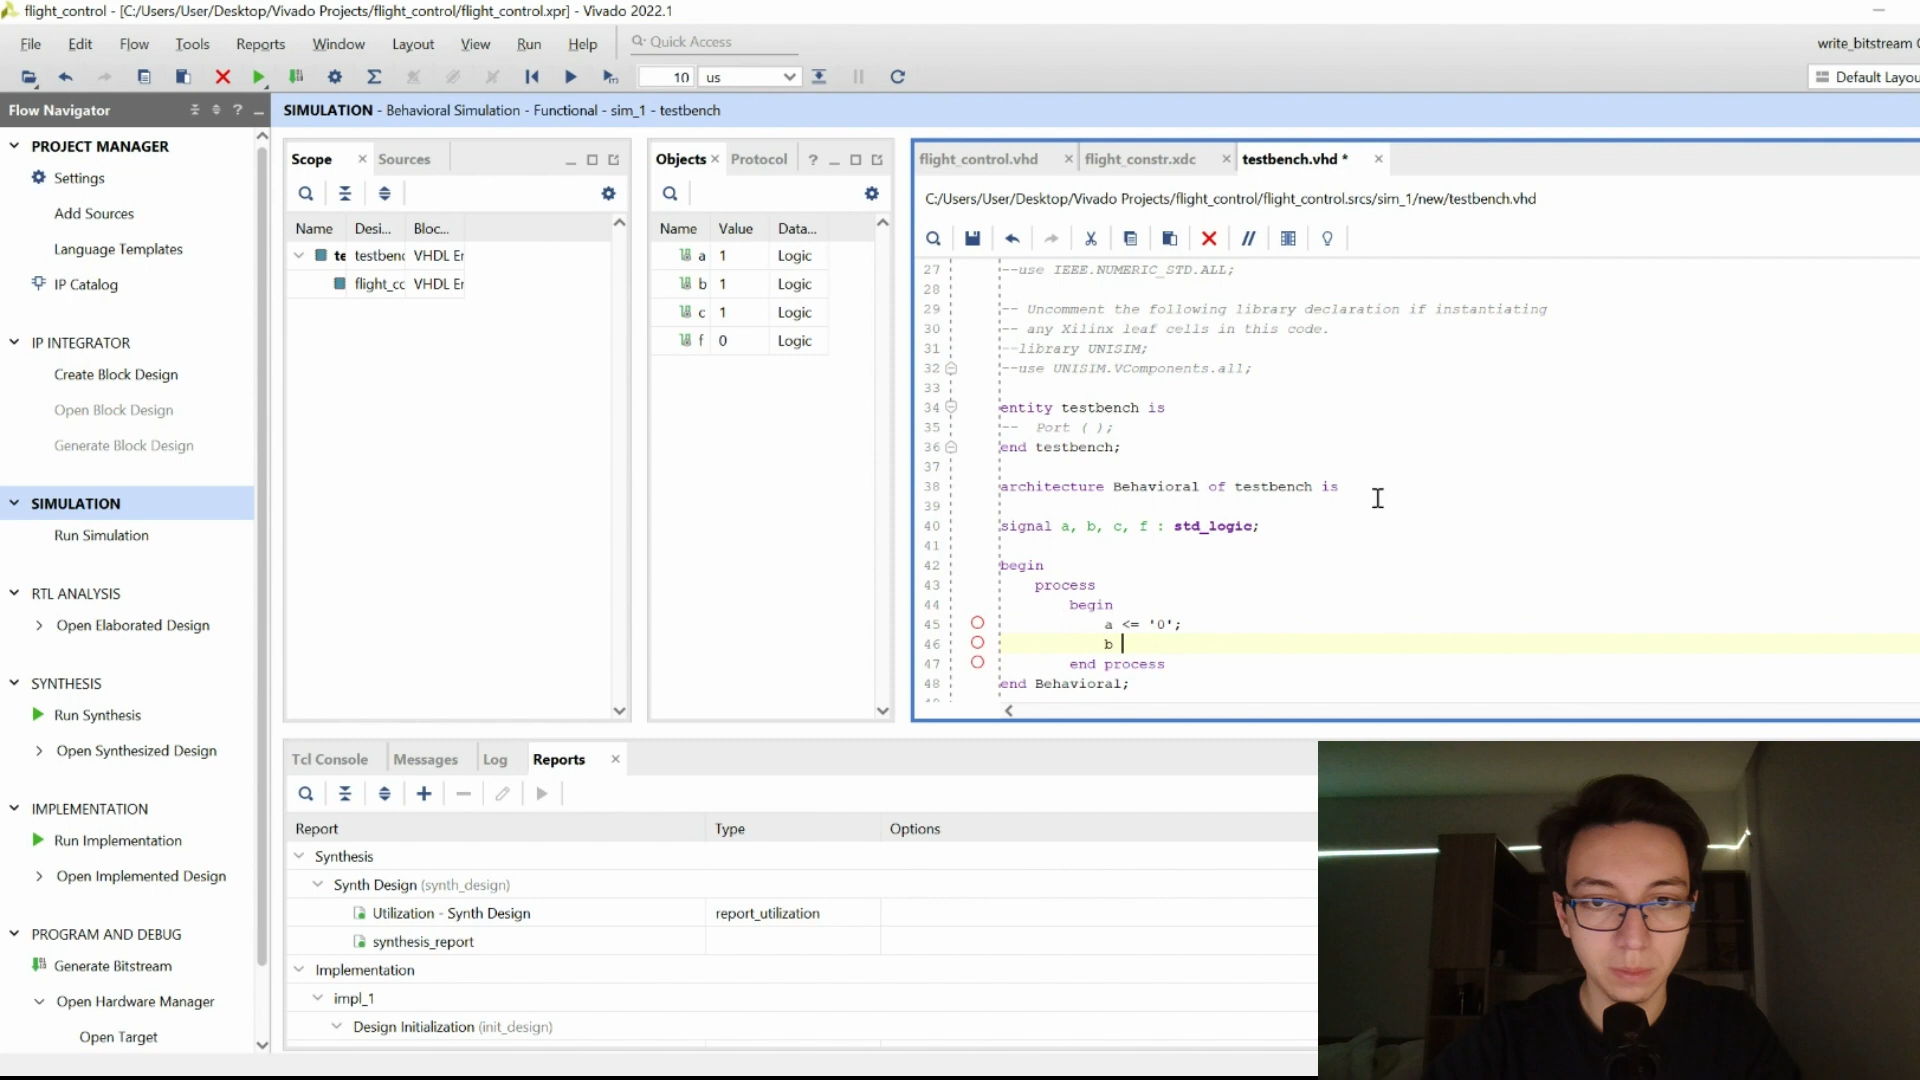 flight_control - [C:/Users/User/Desktop/Vivado Projects/flight_control/flight_control.xpr] - Vivado 2022.1
File Edit Flow Tools Reports Window Layout View Run Help Quick Access
write_bitstream
10 us
Default Layou
Flow Navigator
SIMULATION - Behavioral Simulation - Functional - sim_1 - testbench
PROJECT MANAGER
Settings
Add Sources
Language Templates
IP Catalog
IP INTEGRATOR
Create Block Design
Open Block Design
Generate Block Design
SIMULATION
Run Simulation
RTL ANALYSIS
Open Elaborated Design
SYNTHESIS
Run Synthesis
Open Synthesized Design
IMPLEMENTATION
Run Implementation
Open Implemented Design
PROGRAM AND DEBUG
Generate Bitstream
Open Hardware Manager
Open Target
Scope Sources
Name Desi... Bloc...
te testbenc VHDL Er
flight_cc VHDL Er
Objects Protocol ?
Name Value Data...
a 1 Logic
b 1 Logic
c 1 Logic
f 0 Logic
flight_control.vhd flight_constr.xdc testbench.vhd *
C:/Users/User/Desktop/Vivado Projects/flight_control/flight_control.srcs/sim_1/new/testbench.vhd
27 --use IEEE.NUMERIC_STD.ALL;
28
29 -- Uncomment the following library declaration if instantiating
30 -- any Xilinx leaf cells in this code.
31 --library UNISIM;
32 --use UNISIM.VComponents.all;
33
34 entity testbench is
35 -- Port ( );
36 end testbench;
37
38 architecture Behavioral of testbench is
39
40 signal a, b, c, f : std_logic;
41
42 begin
43 process
44 begin
45 a <= '0';
46 b
47 end process
48 end Behavioral;
Tcl Console Messages Log Reports
Report Type Options
Synthesis
Synth Design (synth_design)
Utilization - Synth Design report_utilization
synthesis_report
Implementation
impl_1
Design Initialization (init_design)